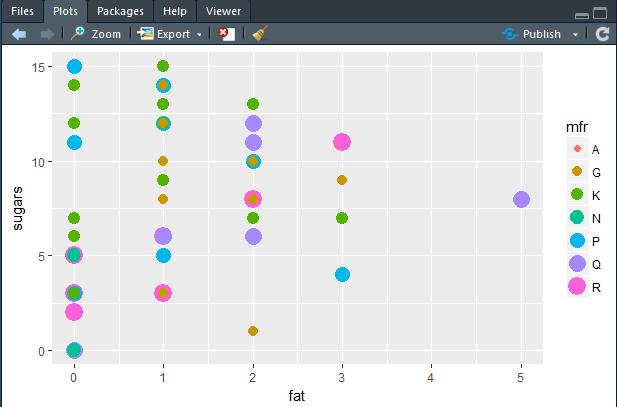 Files Plots Packages Help Viewer
Zoom Export Publish
15
10
5
0
sugars
0 1 2 3 4 5
fat
mfr
A
G
K
N
P
Q
R